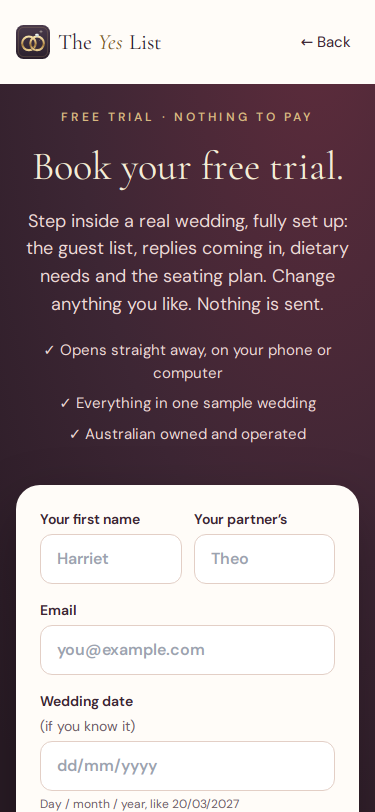 The Yes List
← Back
FREE TRIAL · NOTHING TO PAY
Book your free trial.
Step inside a real wedding, fully set up:
the guest list, replies coming in, dietary
needs and the seating plan. Change
anything you like. Nothing is sent.
✓ Opens straight away, on your phone or
computer
✓ Everything in one sample wedding
✓ Australian owned and operated
Your first name
Your partner’s
Harriet
Theo
Email
you@example.com
Wedding date
(if you know it)
dd/mm/yyyy
Day / month / year, like 20/03/2027